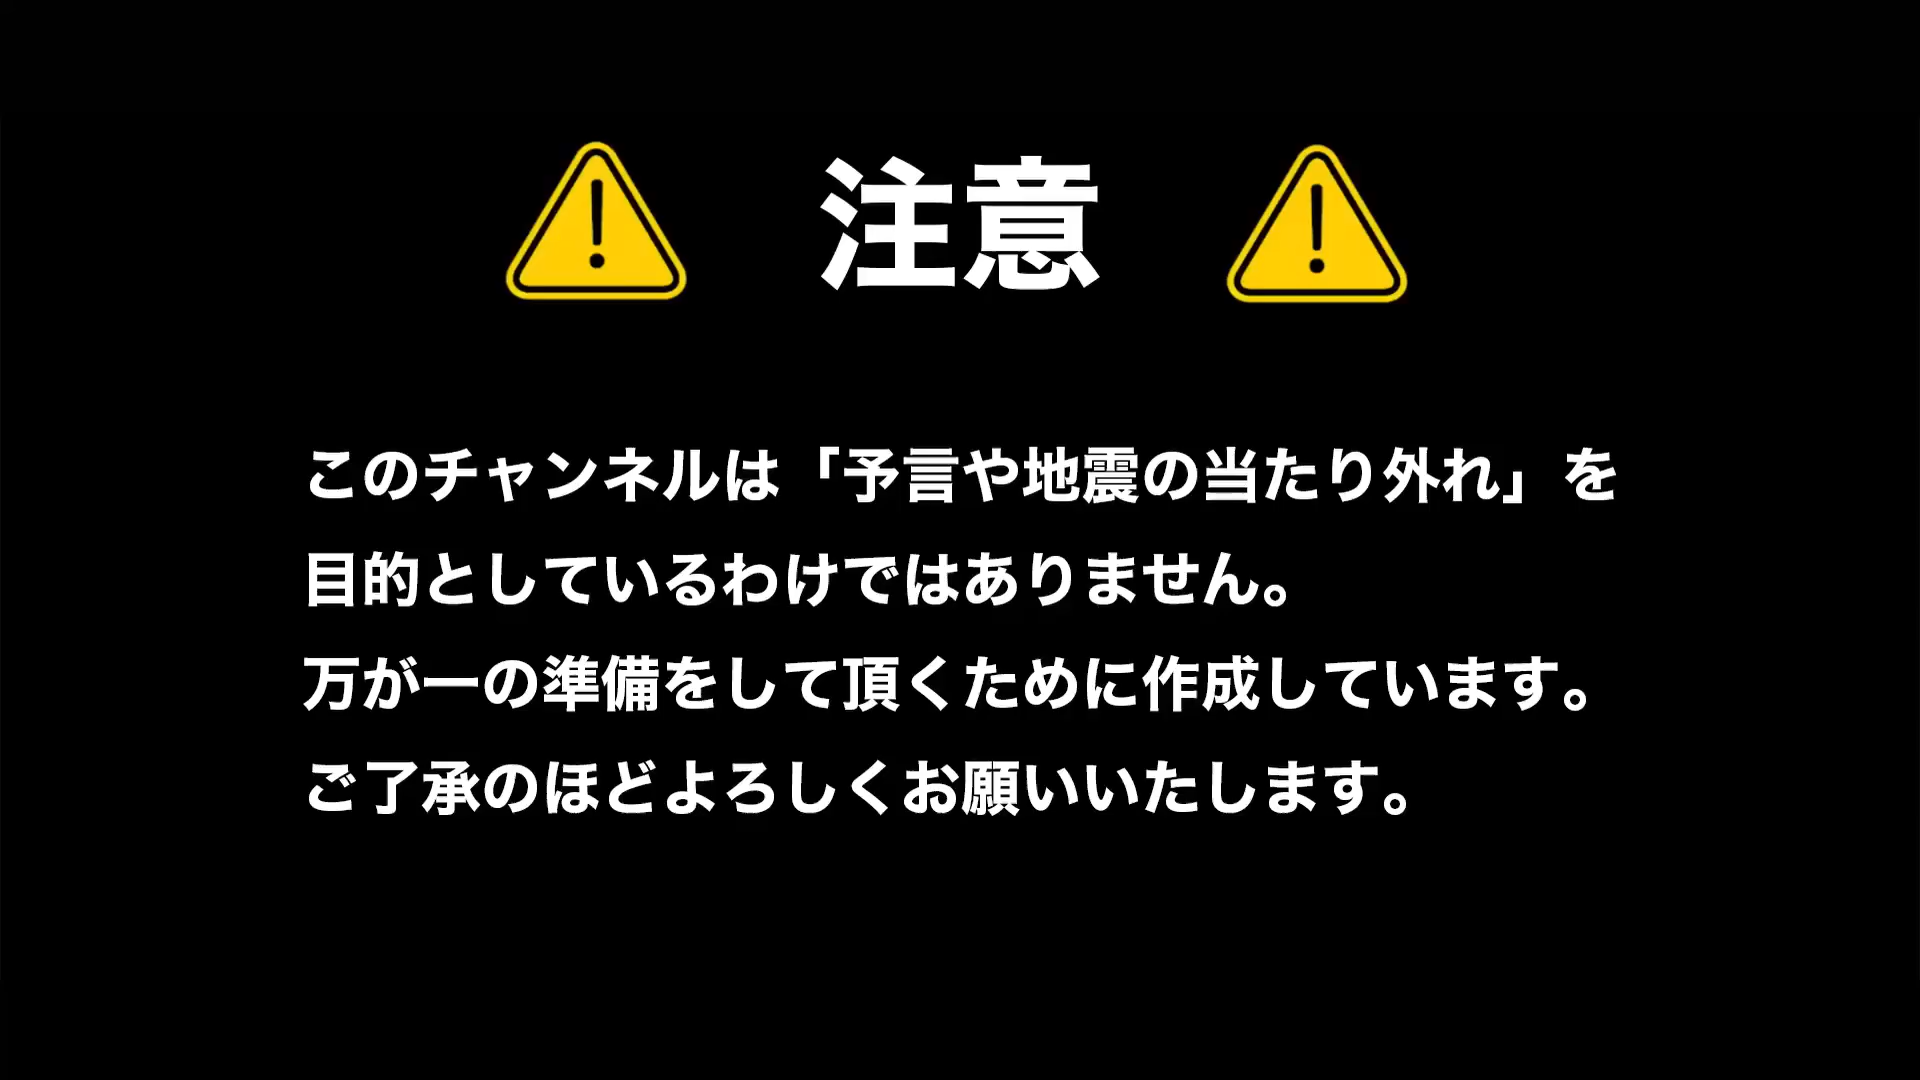 注意
このチャンネルは「予言や地震の当たり外れ」を
目的としているわけではありません。
万が一の準備をして頂くために作成しています。
ご了承のほどよろしくお願いいたします。